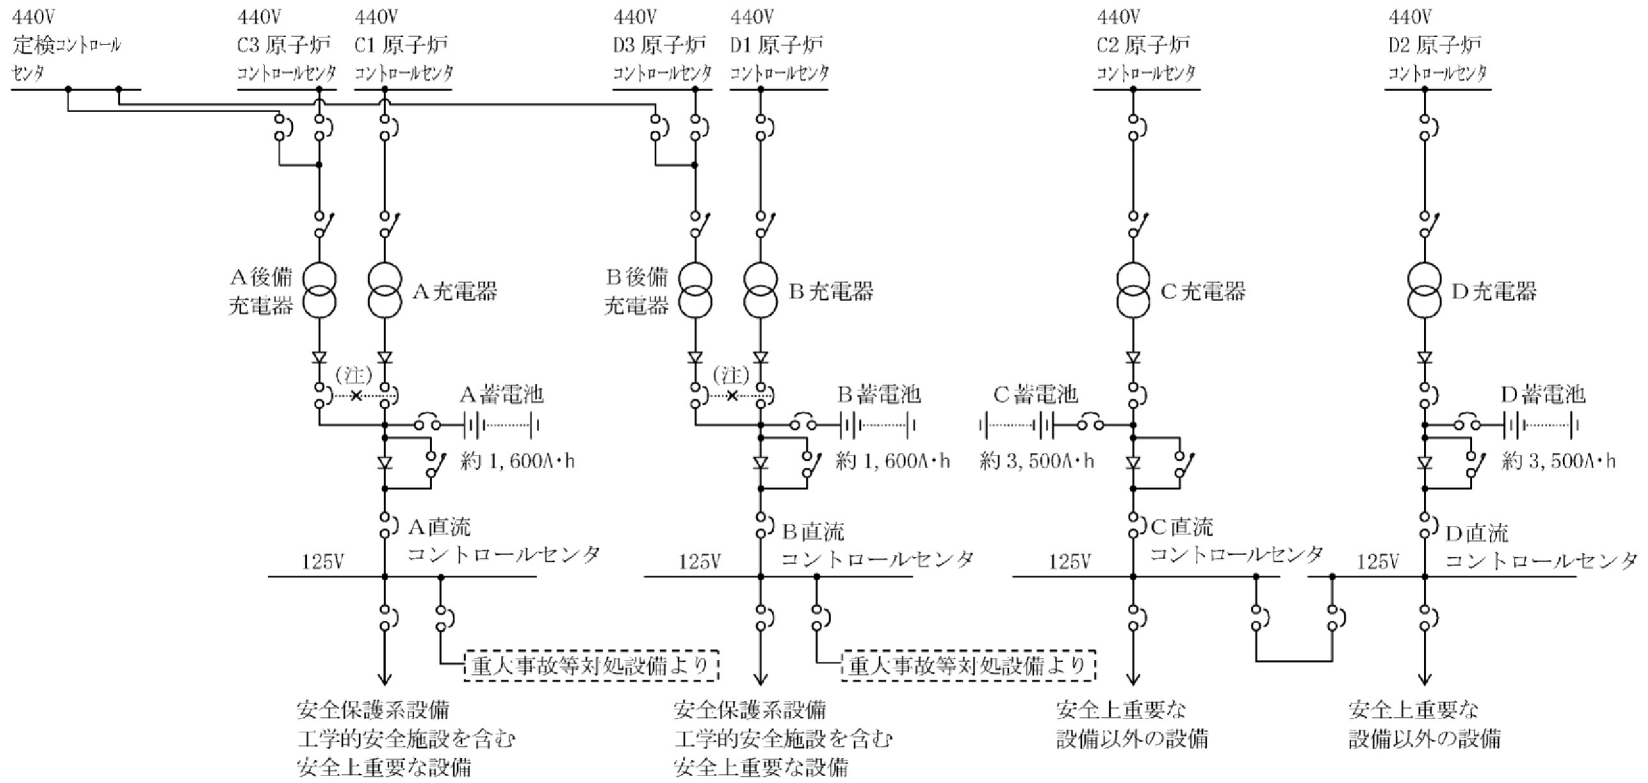 440V
定検コントロール
センタ
440V
C3 原子炉
コントロールセンタ
440V
C1 原子炉
コントロールセンタ
440V
D3 原子炉
コントロールセンタ
440V
D1 原子炉
コントロールセンタ
440V
C2 原子炉
コントロールセンタ
440V
D2 原子炉
コントロールセンタ
A後備
充電器
A充電器
B後備
充電器
B充電器
C充電器
D充電器
(注)
A蓄電池
約1,600A・h
(注)
B蓄電池
約1,600A・h
C蓄電池
約3,500A・h
D蓄電池
約3,500A・h
A直流
コントロールセンタ
125V
B直流
コントロールセンタ
125V
C直流
コントロールセンタ
125V
D直流
コントロールセンタ
125V
重大事故等対処設備より
重大事故等対処設備より
安全保護系設備
工学的安全施設を含む
安全上重要な設備
安全保護系設備
工学的安全施設を含む
安全上重要な設備
安全上重要な
設備以外の設備
安全上重要な
設備以外の設備